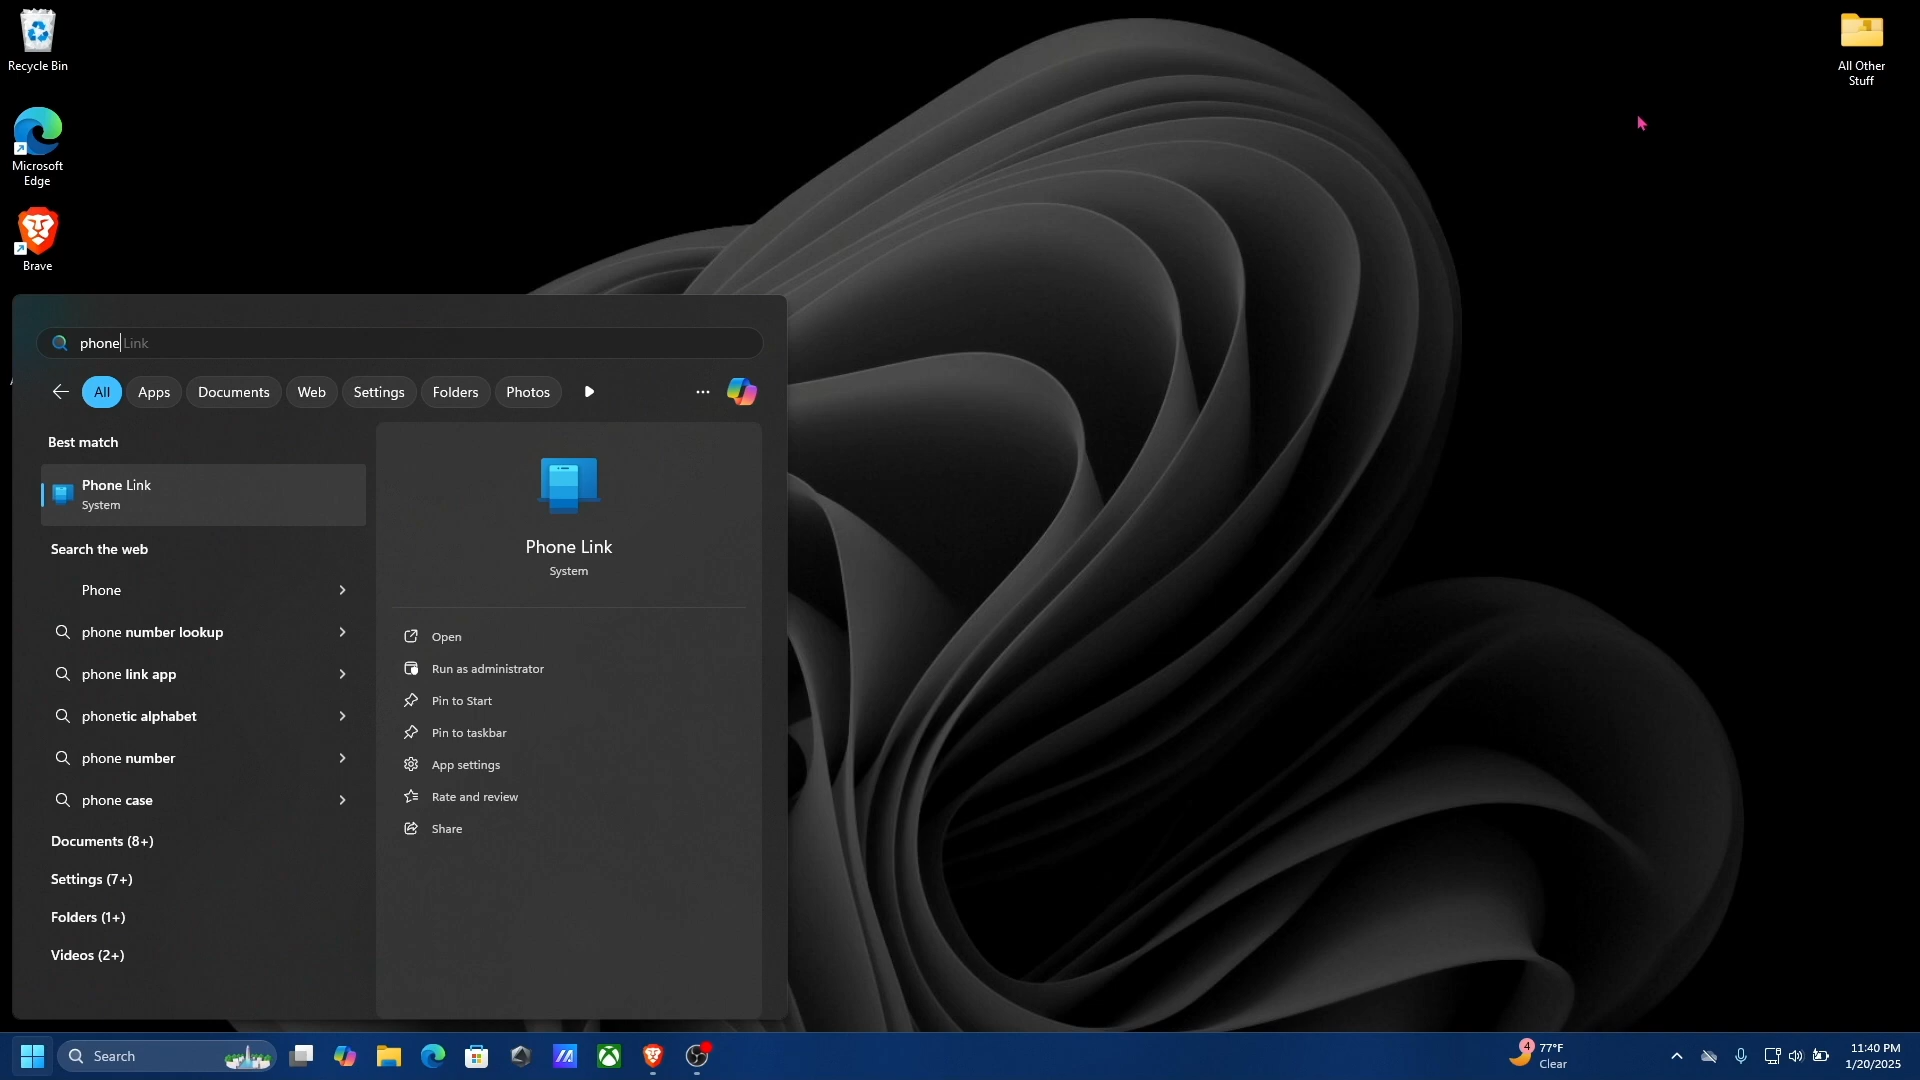 Recycle Bin
Microsoft
Edge
Brave
All Other
Stuff
phone Link
All
Apps
Documents
Web
Settings
Folders
Photos
Best match
Phone Link
System
Search the web
Phone
phone number lookup
phone link app
phonetic alphabet
phone number
phone case
Documents (8+)
Settings (7+)
Folders (1+)
Videos (2+)
Phone Link
System
Open
Run as administrator
Pin to Start
Pin to taskbar
App settings
Rate and review
Share
Search
4
77°F
Clear
11:40 PM
1/20/2025